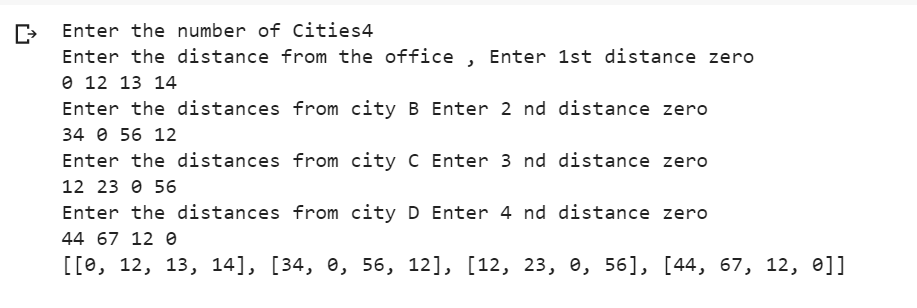 Enter the number of Cities4
Enter the distance from the office , Enter 1st distance zero
0 12 13 14
Enter the distances from city B Enter 2 nd distance zero
34 0 56 12
Enter the distances from city C Enter 3 nd distance zero
12 23 0 56
Enter the distances from city D Enter 4 nd distance zero
44 67 12 0
[[0, 12, 13, 14], [34, 0, 56, 12], [12, 23, 0, 56], [44, 67, 12, 0]]